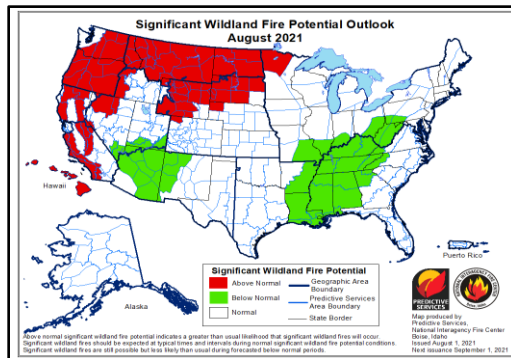 Significant Wildland Fire Potential Outlook
August 2021
Hawaii
Alaska
Puerto Rico
Significant Wildland Fire Potential
Above Normal
Below Normal
Normal
Geographic Area
Boundary
Predictive Services
Area Boundary
State Border
PREDICTIVE
SERVICES
Map produced by
Predictive Services,
National Interagency Fire Center
Boise, Idaho
Issued August 1, 2021
Next issuance September 1, 2021
Above normal significant wildland fire potential indicates a greater than usual likelihood that significant wildland fires will occur.
Significant wildland fires should be expected at typical times and intervals during normal significant wildland fire potential conditions.
Significant wildland fires are still possible but less likely than usual during forecasted below normal periods.